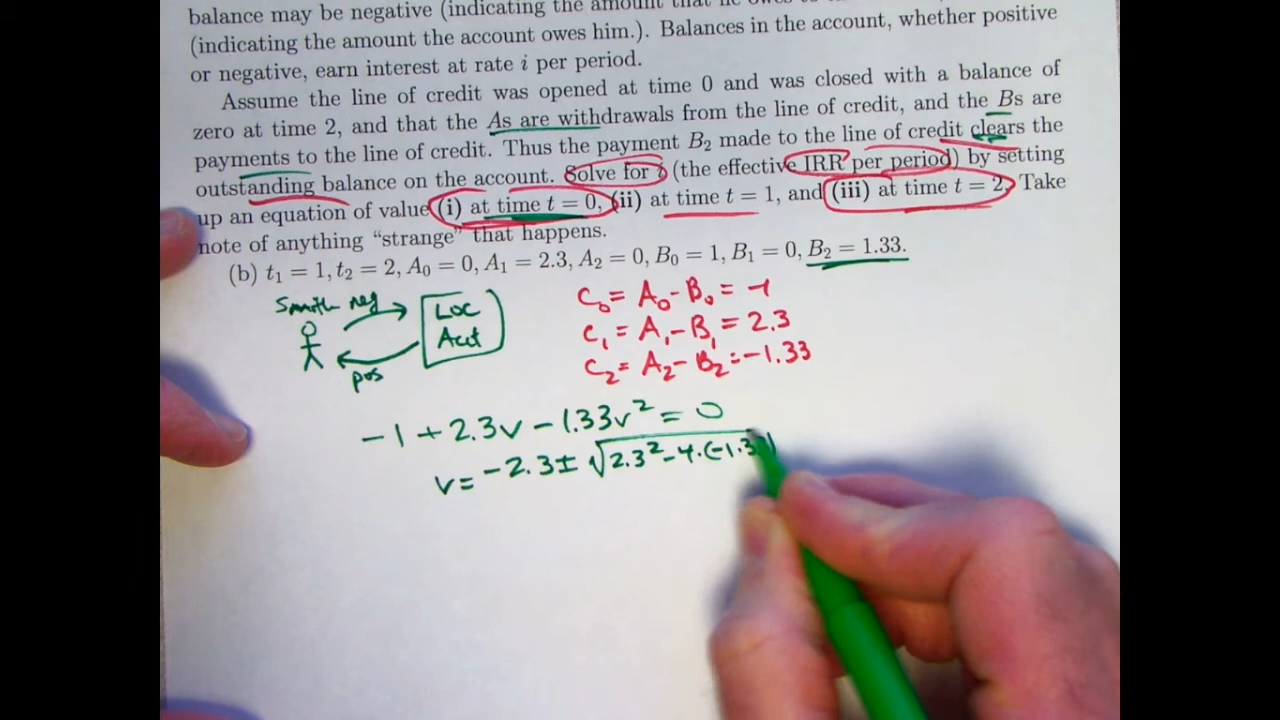 balance may be negative (indicating the amount that he owes to
(indicating the amount the account owes him.). Balances in the account, whether positive
or negative, earn interest at rate i per period.
Assume the line of credit was opened at time 0 and was closed with a balance of
zero at time 2, and that the As are withdrawals from the line of credit, and the Bs are
payments to the line of credit. Thus the payment B₂ made to the line of credit clears the
outstanding balance on the account. Solve for i (the effective IRR per period) by setting
up an equation of value (i) at time t = 0, (ii) at time t = 1, and (iii) at time t = 2. Take
note of anything “strange” that happens.
(b) t₁ = 1, t₂ = 2, A₀ = 0, A₁ = 2.3, A₂ = 0, B₀ = 1, B₁ = 0, B₂ = 1.33.
Smith neg
LOC
Acct
pos
C₀ = A₀ - B₀ = -1
C₁ = A₁ - B₁ = 2.3
C₂ = A₂ - B₂ = -1.33
-1 + 2.3v - 1.33v² = 0
v = -2.3 ± √2.3² - 4·(-1.3